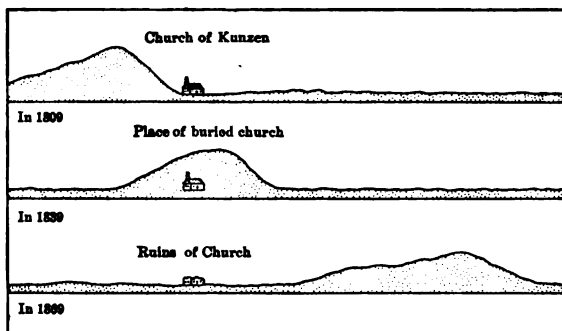 Church of Kunzen
In 1809
Place of buried church
In 1839
Ruins of Church
In 1869